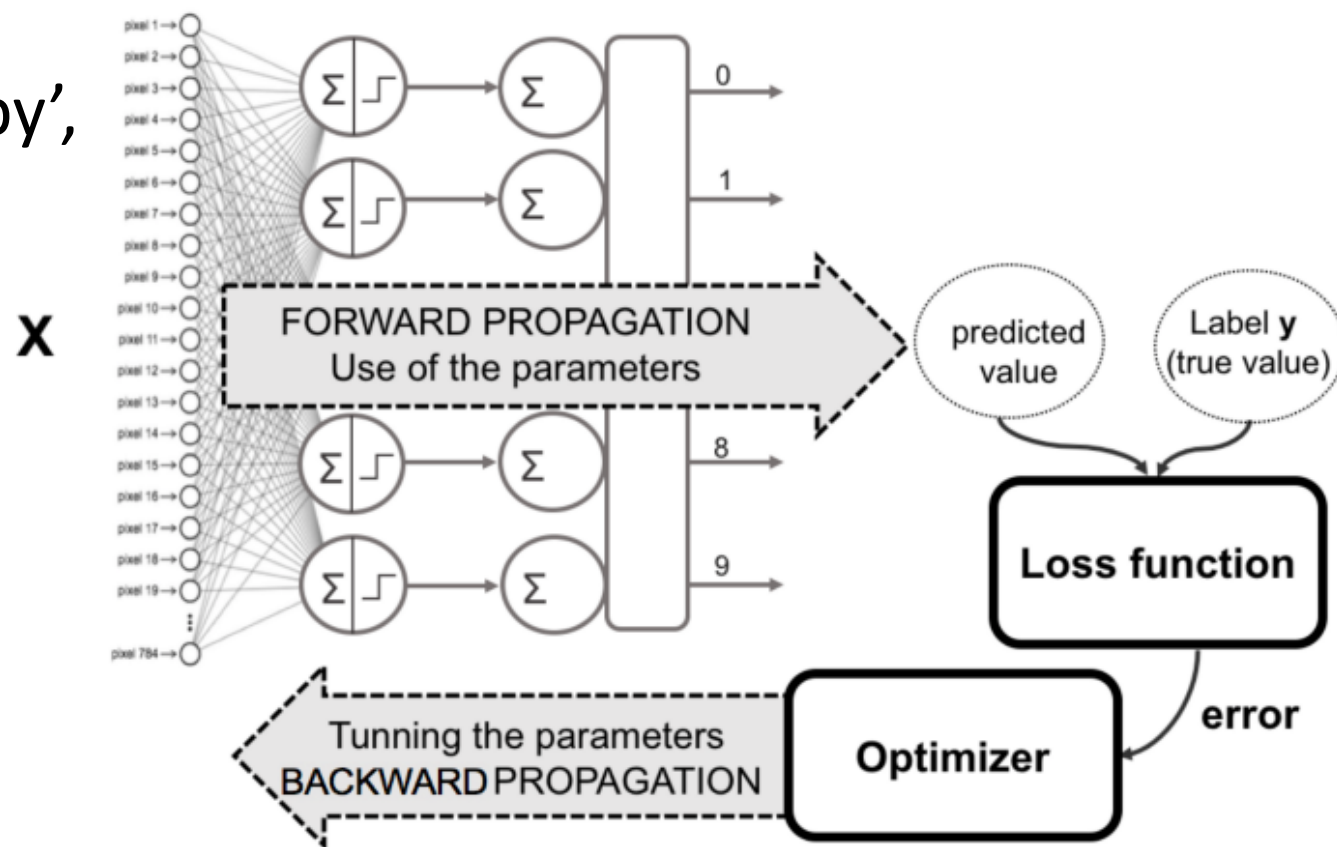 py’,
X
pixel 1
pixel 2
pixel 3
pixel 4
pixel 5
pixel 6
pixel 7
pixel 8
pixel 9
pixel 10
pixel 11
pixel 12
pixel 13
pixel 14
pixel 15
pixel 16
pixel 17
pixel 18
pixel 19
...
pixel 784
Σ
Σ
0
Σ
Σ
1
FORWARD PROPAGATION
Use of the parameters
Σ
Σ
8
Σ
Σ
9
predicted
value
Label y
(true value)
Loss function
error
Optimizer
Tunning the parameters
BACKWARD PROPAGATION